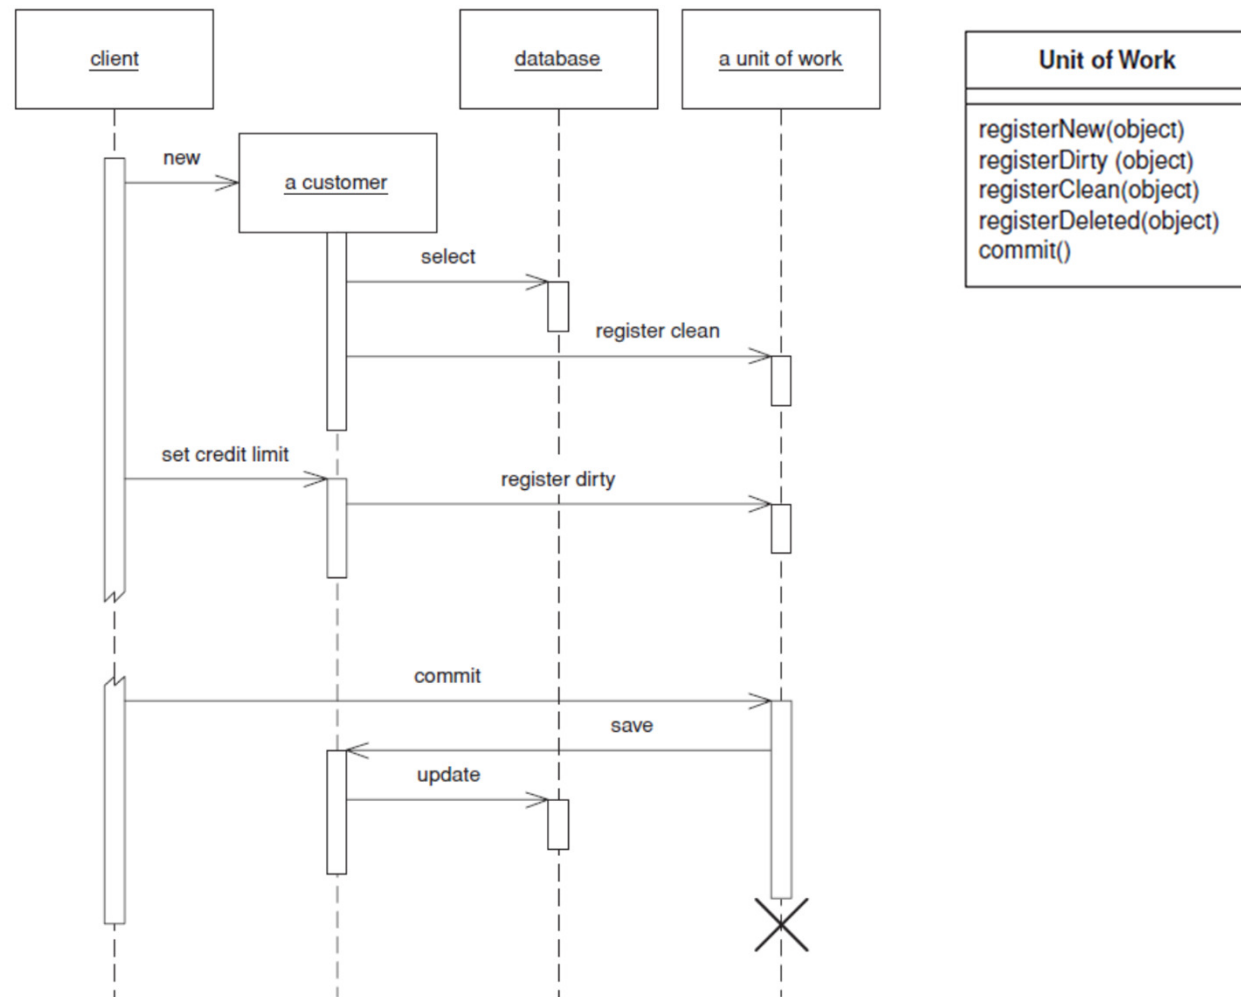 client
database
a unit of work
Unit of Work
registerNew(object)
registerDirty (object)
registerClean(object)
registerDeleted(object)
commit()
new
a customer
select
register clean
set credit limit
register dirty
commit
save
update